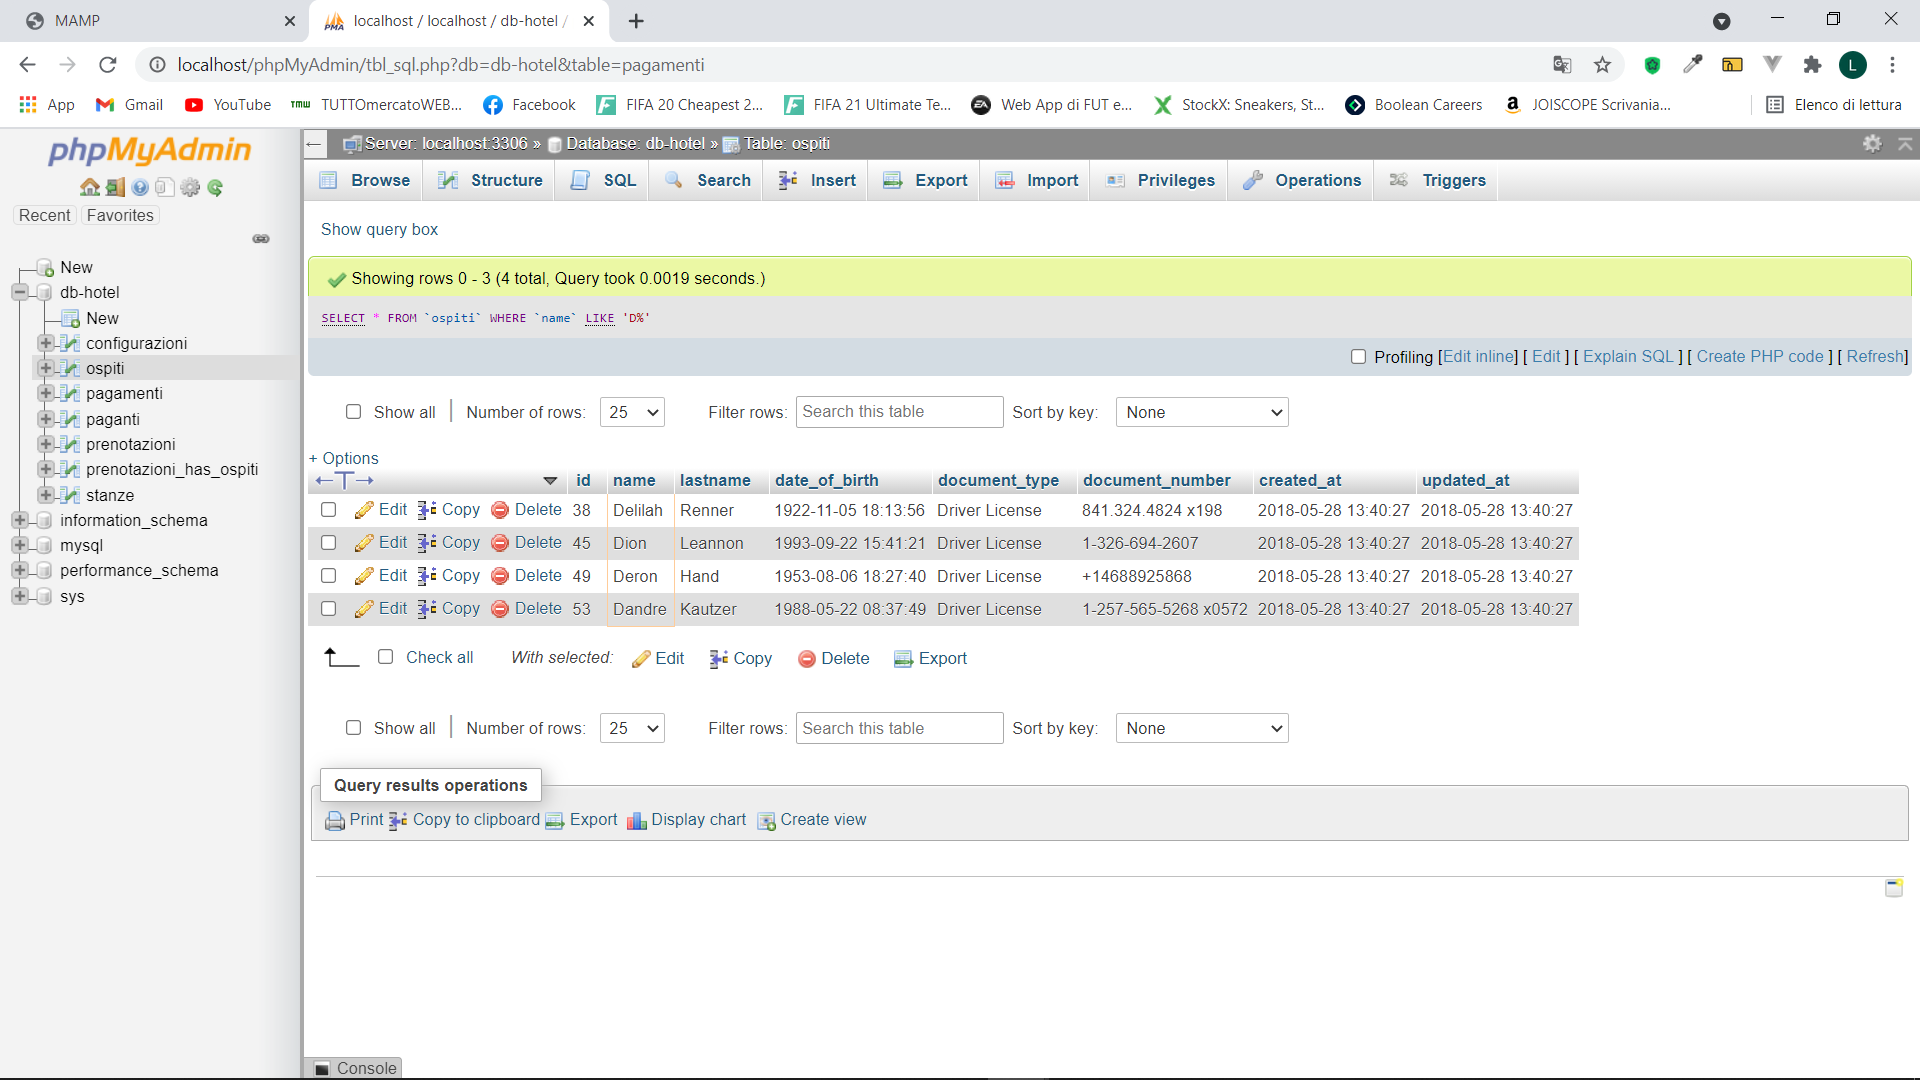 MAMP
localhost / localhost / db-hotel /
localhost/phpMyAdmin/tbl_sql.php?db=db-hotel&table=pagamenti
L
App Gmail YouTube TUTTOmercatoWEB... Facebook FIFA 20 Cheapest 2... FIFA 21 Ultimate Te... Web App di FUT e... StockX: Sneakers, St... Boolean Careers JOISCOPE Scrivania... Elenco di lettura
phpMyAdmin
Recent Favorites
New
db-hotel
New
configurazioni
ospiti
pagamenti
paganti
prenotazioni
prenotazioni_has_ospiti
stanze
information_schema
mysql
performance_schema
sys
Server: localhost:3306 » Database: db-hotel » Table: ospiti
Browse Structure SQL Search Insert Export Import Privileges Operations Triggers
Show query box
Showing rows 0 - 3 (4 total, Query took 0.0019 seconds.)
SELECT * FROM `ospiti` WHERE `name` LIKE 'D%'
Profiling [Edit inline] [ Edit ] [ Explain SQL ] [ Create PHP code ] [ Refresh]
Show all Number of rows: 25 Filter rows: Search this table Sort by key: None
+ Options
id name lastname date_of_birth document_type document_number created_at updated_at
Edit Copy Delete 38 Delilah Renner 1922-11-05 18:13:56 Driver License 841.324.4824 x198 2018-05-28 13:40:27 2018-05-28 13:40:27
Edit Copy Delete 45 Dion Leannon 1993-09-22 15:41:21 Driver License 1-326-694-2607 2018-05-28 13:40:27 2018-05-28 13:40:27
Edit Copy Delete 49 Deron Hand 1953-08-06 18:27:40 Driver License +14688925868 2018-05-28 13:40:27 2018-05-28 13:40:27
Edit Copy Delete 53 Dandre Kautzer 1988-05-22 08:37:49 Driver License 1-257-565-5268 x0572 2018-05-28 13:40:27 2018-05-28 13:40:27
Check all With selected: Edit Copy Delete Export
Show all Number of rows: 25 Filter rows: Search this table Sort by key: None
Query results operations
Print Copy to clipboard Export Display chart Create view
Console